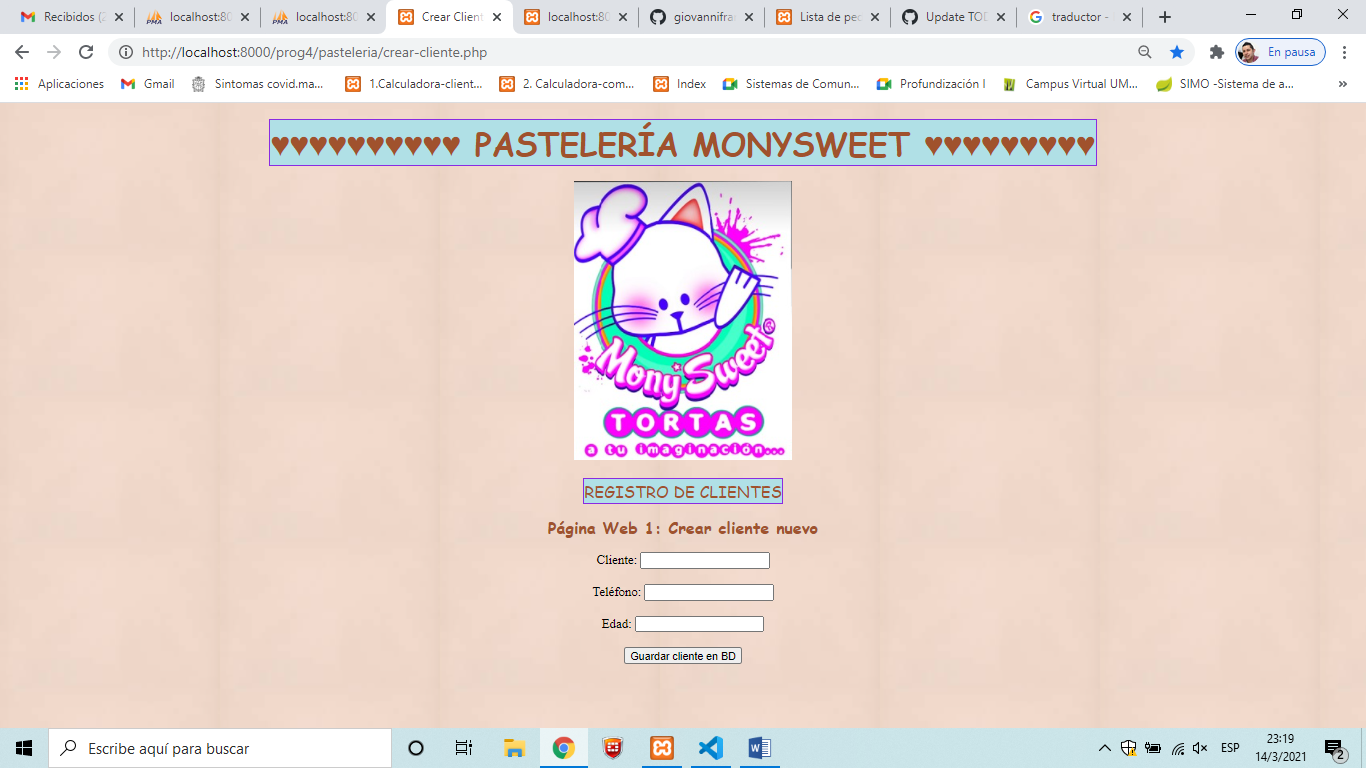 Recibidos (2
localhost:80
localhost:80
Crear Client
localhost:80
giovannifra
Lista de pec
Update TOD
traductor -
http://localhost:8000/prog4/pasteleria/crear-cliente.php
En pausa
Aplicaciones
Gmail
Sintomas covid.ma...
1.Calculadora-client...
2. Calculadora-com...
Index
Sistemas de Comun...
Profundización I
Campus Virtual UM...
SIMO -Sistema de a...
»
♥♥♥♥♥♥♥♥♥♥ PASTELERÍA MONYSWEET ♥♥♥♥♥♥♥♥♥
MonySweet®
TORTAS
a tu imaginación...
REGISTRO DE CLIENTES
Página Web 1: Crear cliente nuevo
Cliente:
Teléfono:
Edad:
Guardar cliente en BD
Escribe aquí para buscar
ESP
23:19
14/3/2021
2